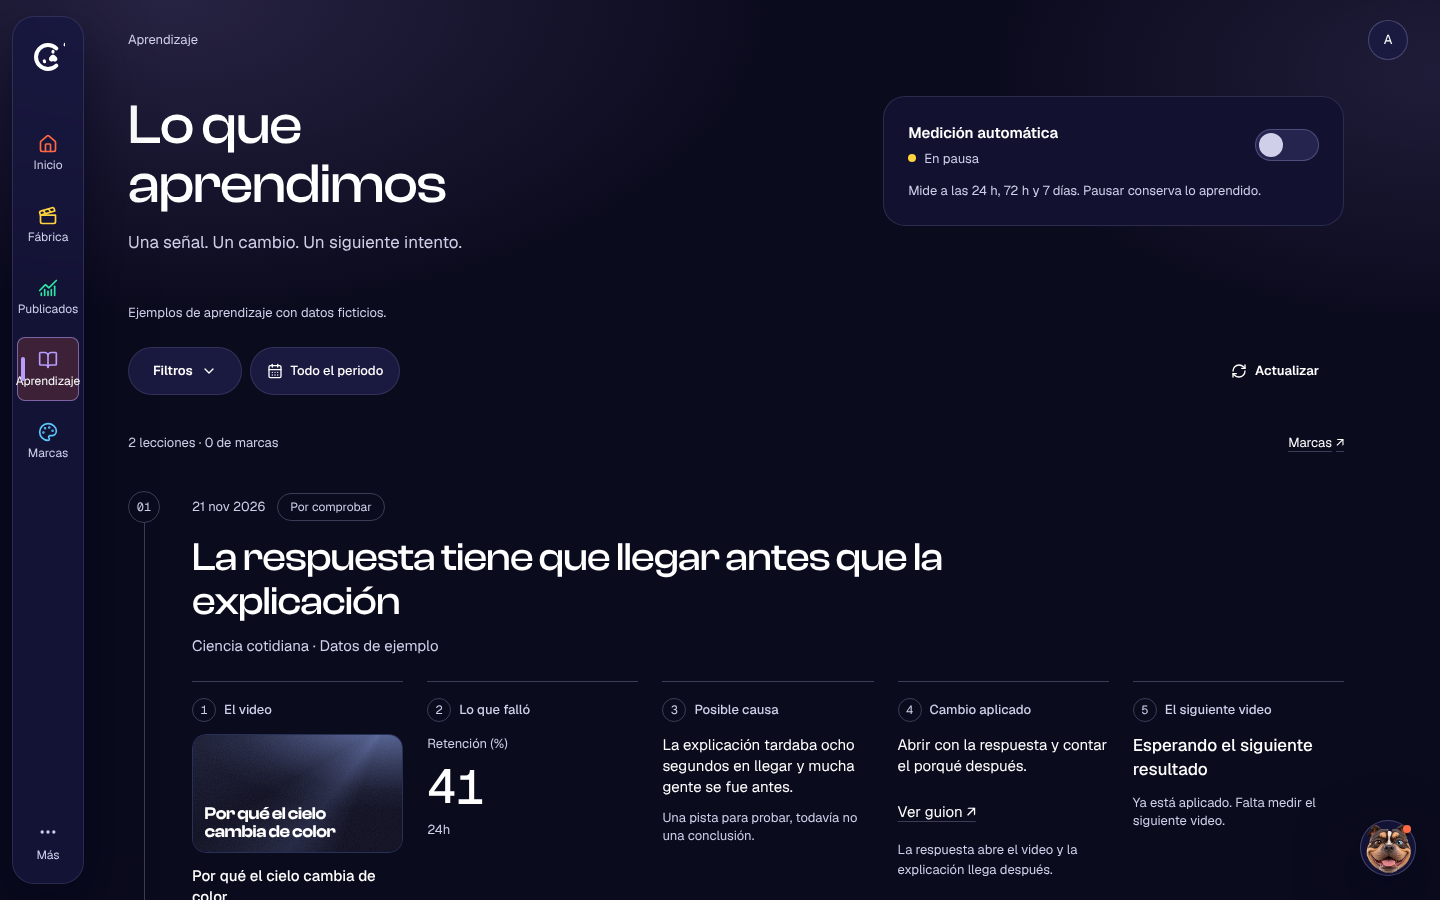 Aprendizaje
A
Inicio
Fábrica
Publicados
Aprendizaje
Marcas
Más
Lo que
aprendimos
Una señal. Un cambio. Un siguiente intento.
Medición automática
En pausa
Mide a las 24 h, 72 h y 7 días. Pausar conserva lo aprendido.
Ejemplos de aprendizaje con datos ficticios.
Filtros
Todo el periodo
Actualizar
2 lecciones · 0 de marcas
Marcas ↗
01
21 nov 2026
Por comprobar
La respuesta tiene que llegar antes que la
explicación
Ciencia cotidiana · Datos de ejemplo
1 El video
Por qué el cielo
cambia de color
Por qué el cielo cambia de
color
2 Lo que falló
Retención (%)
41
24h
3 Posible causa
La explicación tardaba ocho
segundos en llegar y mucha
gente se fue antes.
Una pista para probar, todavía no
una conclusión.
4 Cambio aplicado
Abrir con la respuesta y contar
el porqué después.
Ver guion ↗
La respuesta abre el video y la
explicación llega después.
5 El siguiente video
Esperando el siguiente
resultado
Ya está aplicado. Falta medir el
siguiente video.